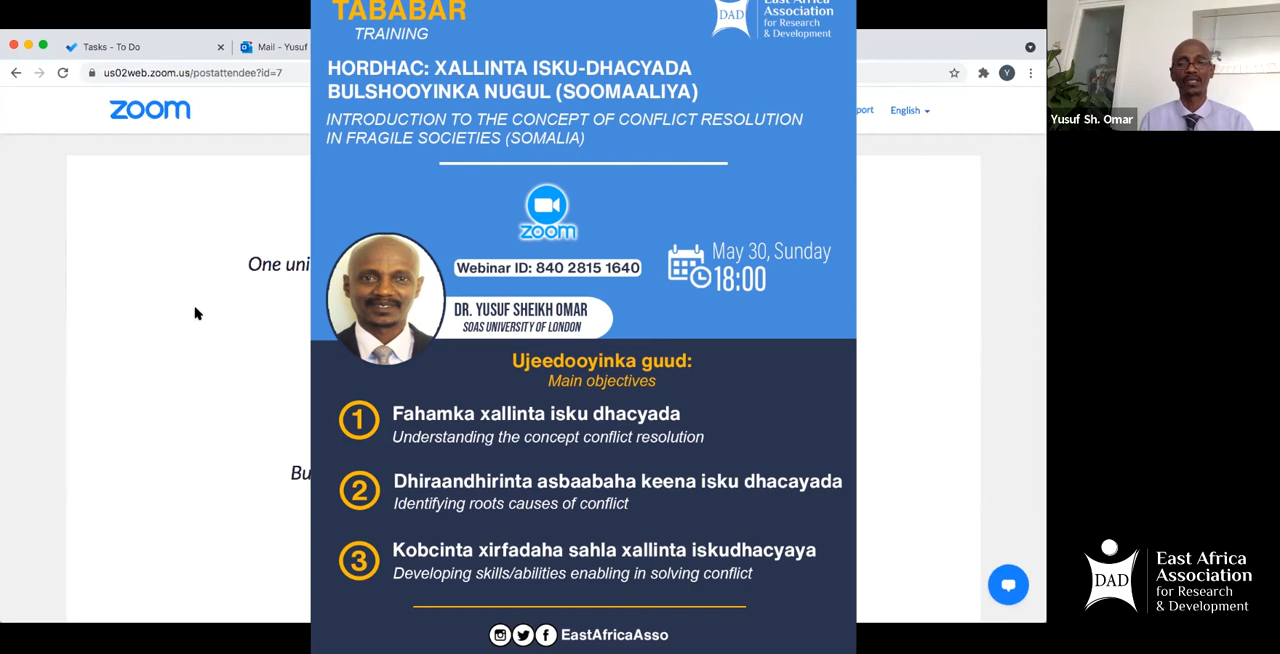 TABABAR
TRAINING
DAD
East Africa
Association
for Research
& Development
Tasks - To Do
Mail - Yusuf
us02web.zoom.us/postattendee?id=7
Y
zoom
port
English
HORDHAC: XALLINTA ISKU-DHACYADA
BULSHOOYINKA NUGUL (SOOMAALIYA)
INTRODUCTION TO THE CONCEPT OF CONFLICT RESOLUTION
IN FRAGILE SOCIETIES (SOMALIA)
Yusuf Sh. Omar
zoom
Webinar ID: 840 2815 1640
May 30, Sunday
18:00
One uni
DR. YUSUF SHEIKH OMAR
SOAS UNIVERSITY OF LONDON
Ujeedooyinka guud:
Main objectives
1
Fahamka xallinta isku dhacyada
Understanding the concept conflict resolution
Bu
2
Dhiraandhirinta asbaabaha keena isku dhacayada
Identifying roots causes of conflict
3
Kobcinta xirfadaha sahla xallinta iskudhacyaya
Developing skills/abilities enabling in solving conflict
EastAfricaAsso
DAD
East Africa
Association
for Research
& Development